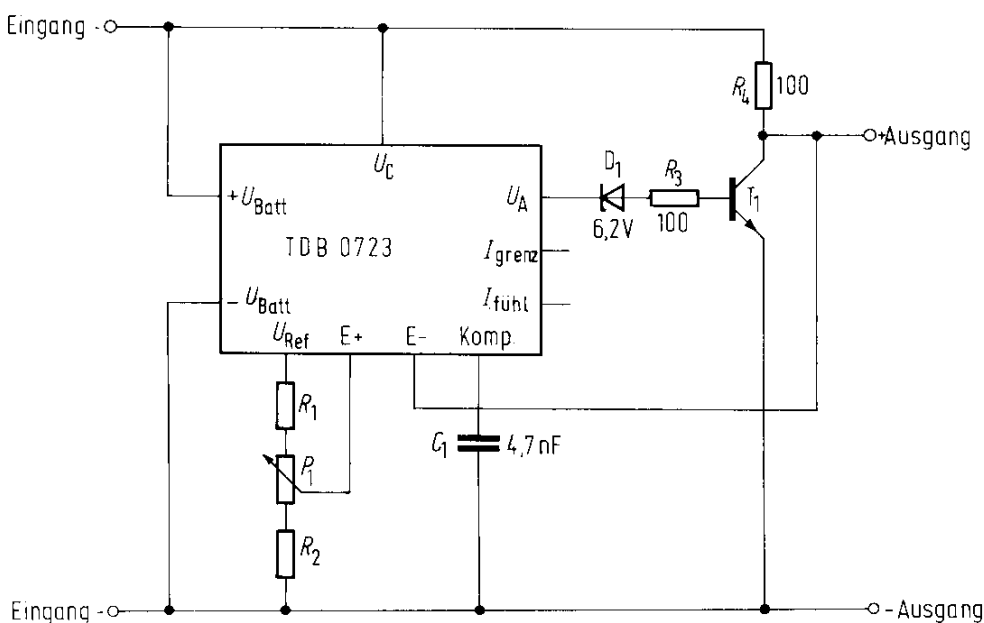 Eingang -
R4 100
+Ausgang
UC
+UBatt
UA
D1
6,2V
R3
100
T1
TDB 0723
Igrenz
Ifühl
-UBatt
URef E+ E- Komp.
R1
P1
C1 4,7nF
R2
Eingang -
-Ausgang